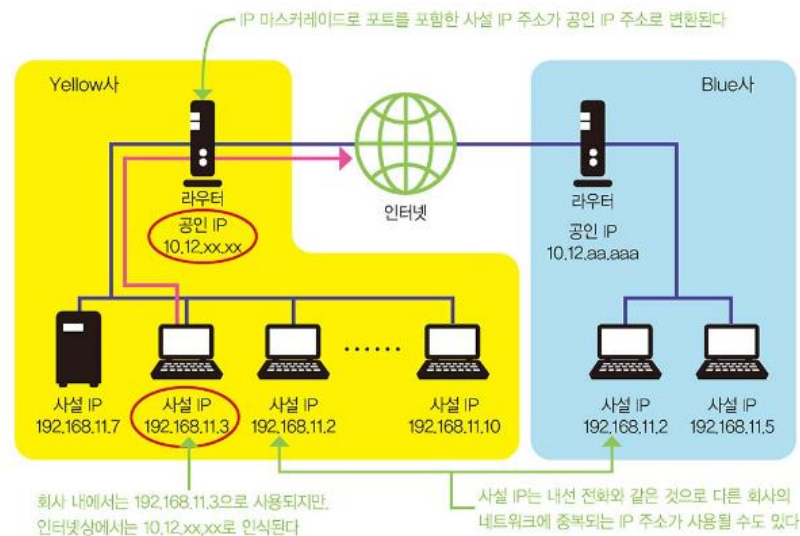 IP 마스커레이드로 포트를 포함한 사설 IP 주소가 공인 IP 주소로 변환된다
Yellow사
Blue사
라우터
공인 IP
10.12.xx.xx
인터넷
라우터
공인 IP
10.12.aa.aaa
......
사설 IP
192.168.11.7
사설 IP
192.168.11.3
사설 IP
192.168.11.2
사설 IP
192.168.11.10
사설 IP
192.168.11.2
사설 IP
192.168.11.5
회사 내에서는 192.168.11.3으로 사용되지만,
인터넷상에서는 10.12.xx.xx로 인식된다
사설 IP는 내선 전화와 같은 것으로 다른 회사의
네트워크에 중복되는 IP 주소가 사용될 수도 있다